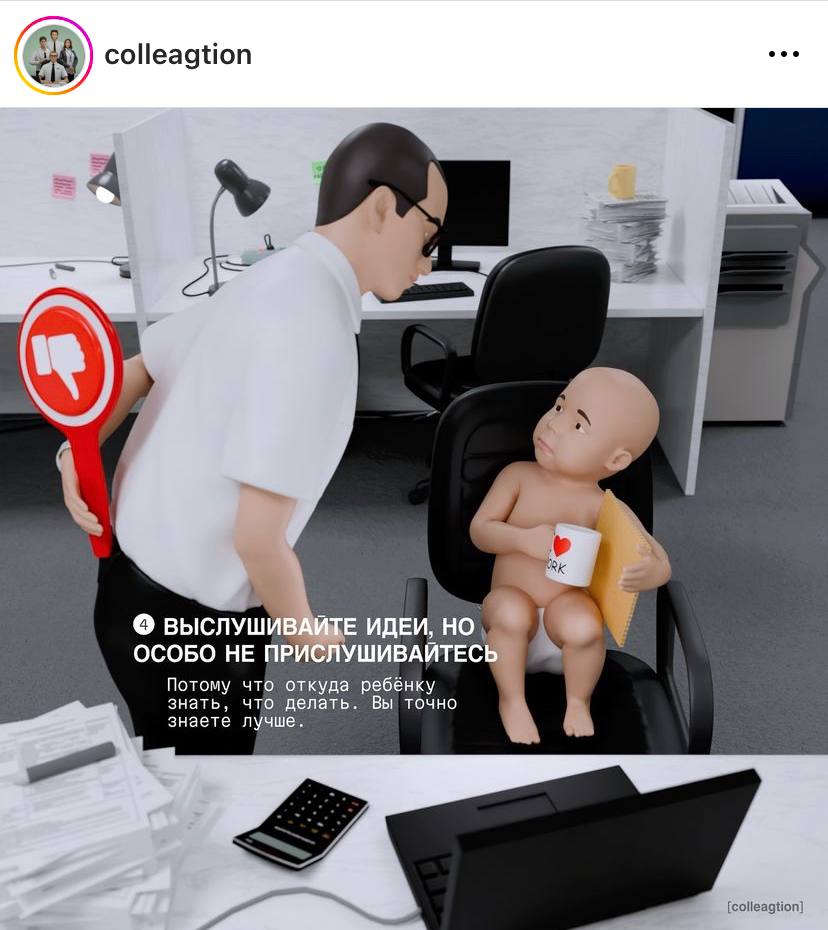 colleagtion
4 ВЫСЛУШИВАЙТЕ ИДЕИ, НО
ОСОБО НЕ ПРИСЛУШИВАЙТЕСЬ
Потому что откуда ребёнку
знать, что делать. Вы точно
знаете лучше.
ORK
[colleagtion]